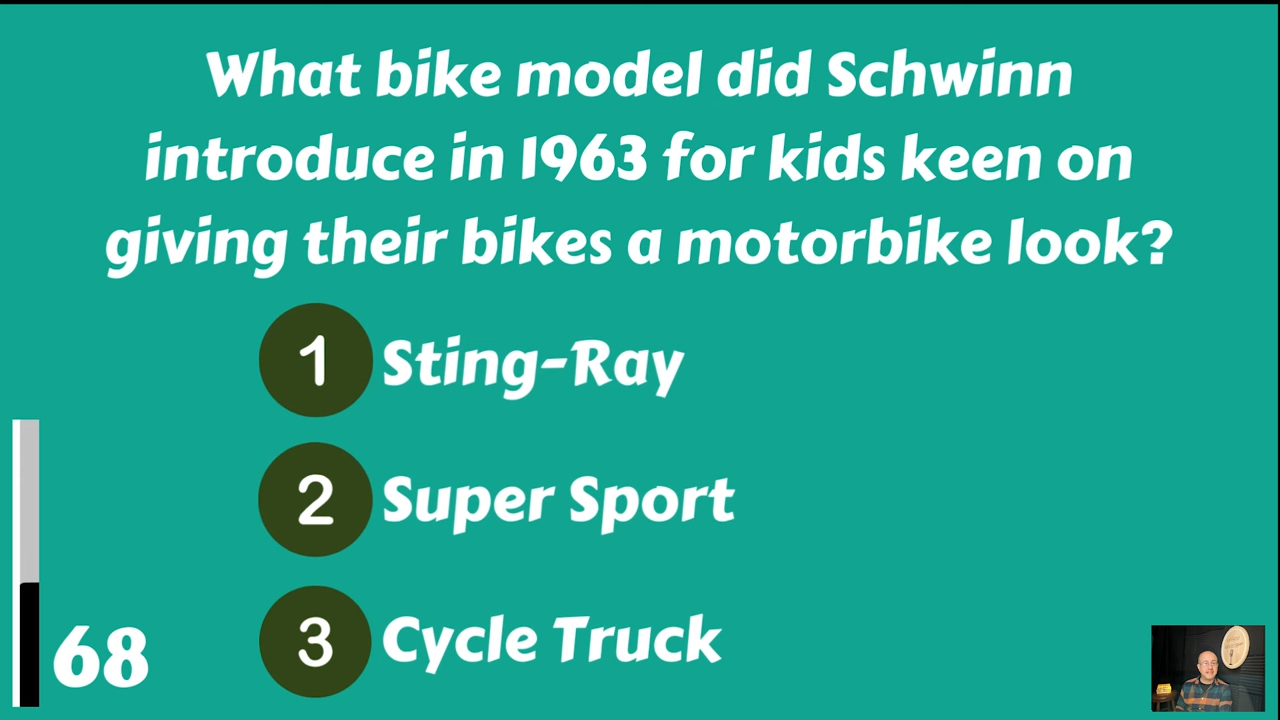 What bike model did Schwinn
introduce in 1963 for kids keen on
giving their bikes a motorbike look?
1 Sting-Ray
2 Super Sport
3 Cycle Truck
68